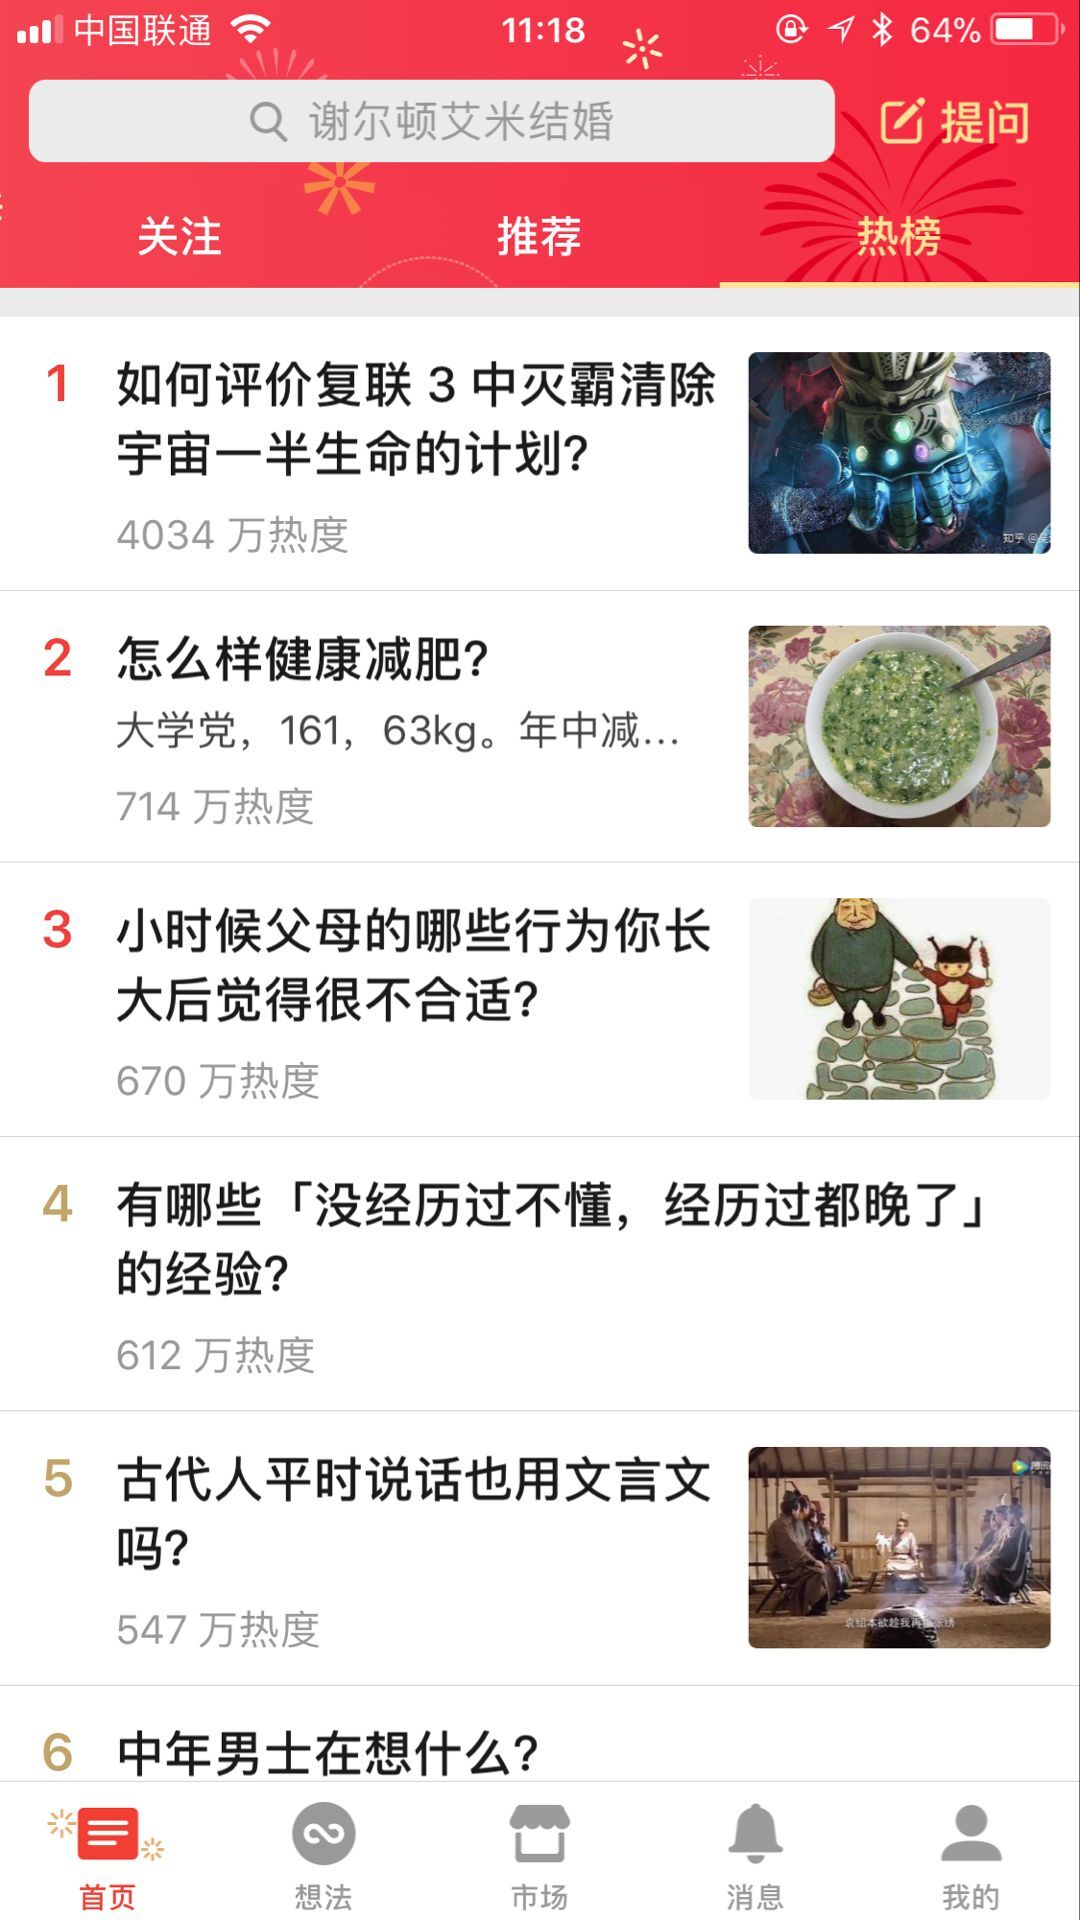 中国联通
11:18
64%
谢尔顿艾米结婚
提问
关注
推荐
热榜
1
如何评价复联 3 中灭霸清除
宇宙一半生命的计划?
4034 万热度
知乎 @
2
怎么样健康减肥?
大学党，161，63kg。年中减...
714 万热度
3
小时候父母的哪些行为你长
大后觉得很不合适?
670 万热度
4
有哪些「没经历过不懂，经历过都晚了」
的经验?
612 万热度
5
古代人平时说话也用文言文
吗?
547 万热度
腾讯
袁绍本欲趁我再
6
中年男士在想什么?
首页
想法
市场
消息
我的